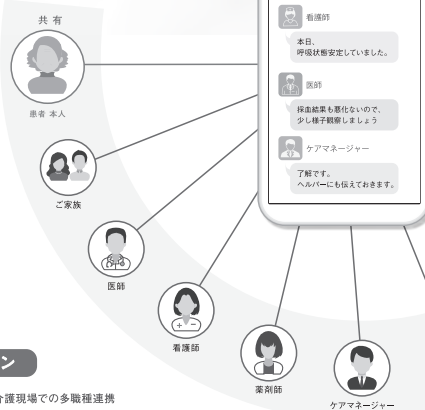 共有
患者 本人
ご家族
医師
看護師
薬剤師
ケアマネージャー
看護師
本日、
呼吸状態安定していました。
医師
採血結果も悪化ないので、
少し様子観察しましょう
ケアマネージャー
了解です。
ヘルパーにも伝えておきます。
ン
介護現場での多職種連携